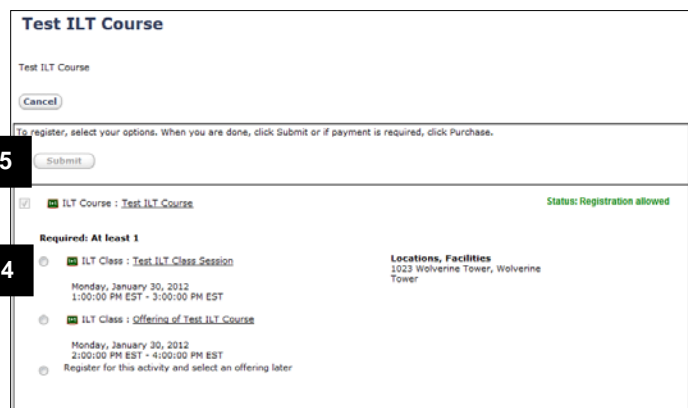 Test ILT Course
Test ILT Course
Cancel
To register, select your options. When you are done, click Submit or if payment is required, click Purchase.
5
Submit
ILT Course : Test ILT Course
Status: Registration allowed
Required: At least 1
4
ILT Class : Test ILT Class Session
Monday, January 30, 2012
1:00:00 PM EST - 3:00:00 PM EST
Locations, Facilities
1023 Wolverine Tower, Wolverine
Tower
ILT Class : Offering of Test ILT Course
Monday, January 30, 2012
2:00:00 PM EST - 4:00:00 PM EST
Register for this activity and select an offering later